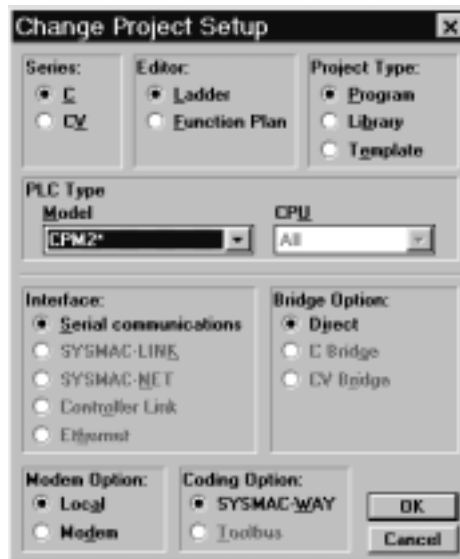 Change Project Setup
Series:
C
CV
Editor:
Ladder
Function Plan
Project Type:
Program
Library
Template
PLC Type
Model
CPM2*
CPU
All
Interface:
Serial communications
SYSMAC-LINK
SYSMAC-NET
Controller Link
Ethernet
Bridge Option:
Direct
C Bridge
CV Bridge
Modem Option:
Local
Modem
Coding Option:
SYSMAC-WAY
Toolbus
OK
Cancel